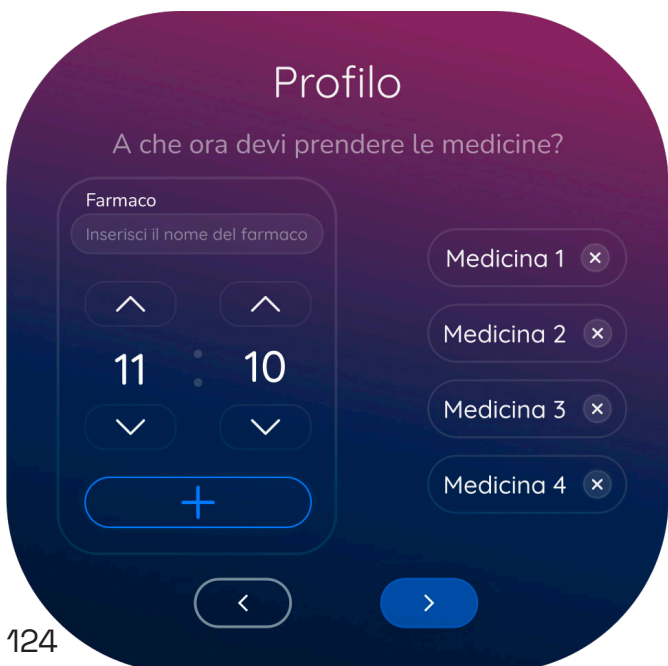 Profilo
A che ora devi prendere le medicine?
Farmaco
Inserisci il nome del farmaco
11 : 10
Medicina 1
Medicina 2
Medicina 3
Medicina 4
124